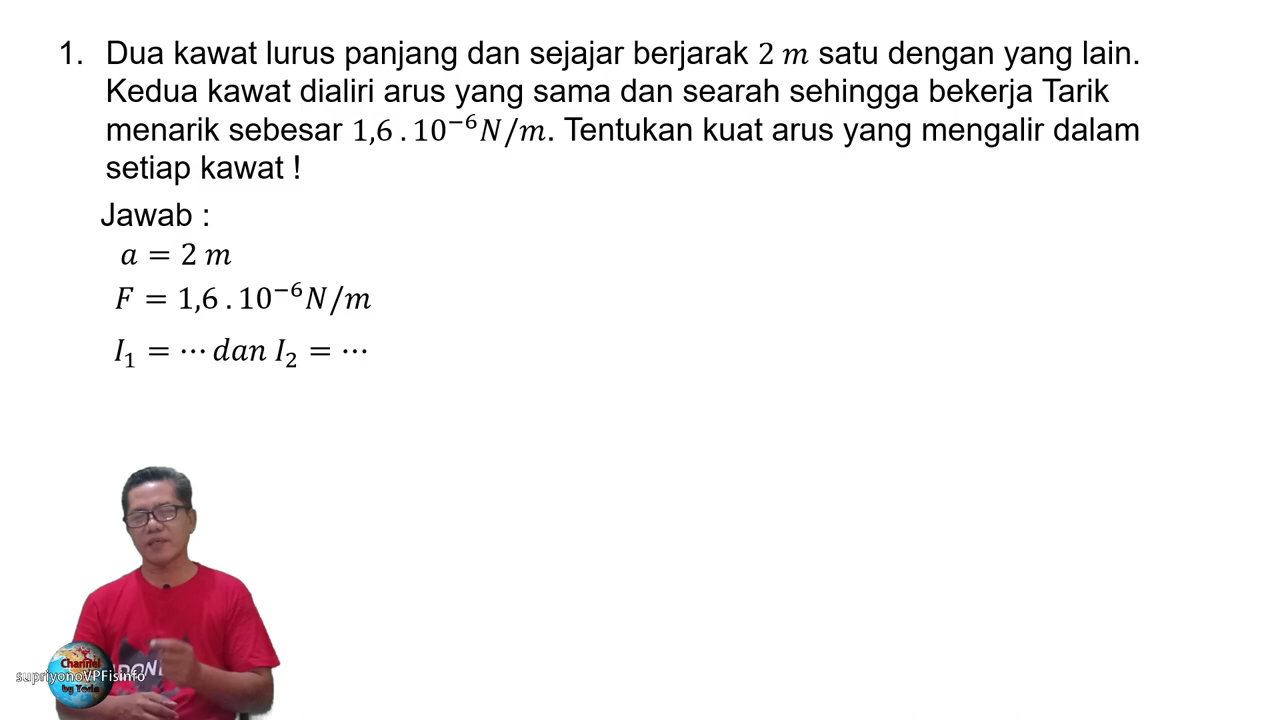 1. Dua kawat lurus panjang dan sejajar berjarak 2 m satu dengan yang lain.
Kedua kawat dialiri arus yang sama dan searah sehingga bekerja Tarik
menarik sebesar 1,6 . 10⁻⁶ N/m. Tentukan kuat arus yang mengalir dalam
setiap kawat !
Jawab :
a = 2 m
F = 1,6 . 10⁻⁶ N/m
I₁ = ⋯ dan I₂ = ⋯
Channel
supriyonoVPFisinfo